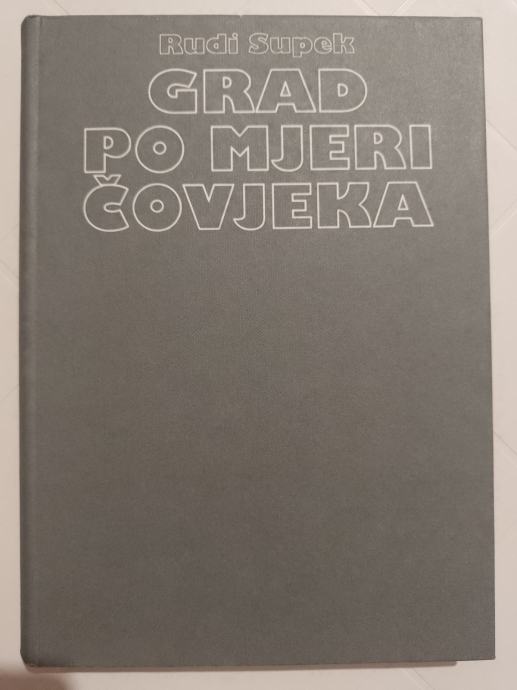 Rudi Supek
GRAD
PO MJERI
ČOVJEKA